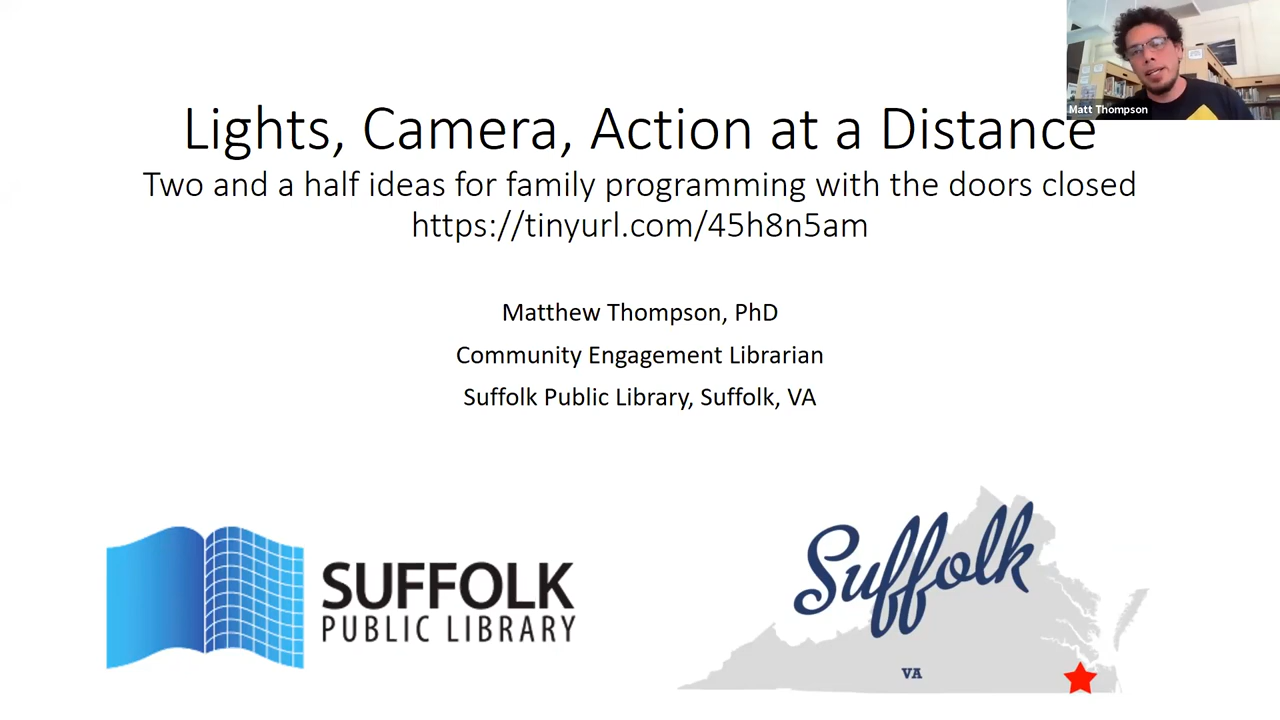 Lights, Camera, Action at a Distance
Two and a half ideas for family programming with the doors closed
https://tinyurl.com/45h8n5am
Matt Thompson
Matthew Thompson, PhD
Community Engagement Librarian
Suffolk Public Library, Suffolk, VA
SUFFOLK
PUBLIC LIBRARY
Suffolk
VA